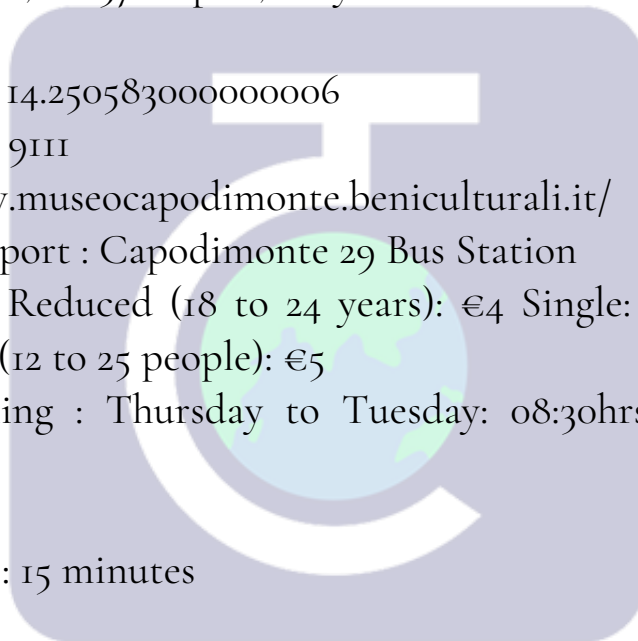 14.250583000000006
9111
.museocapodimonte.beniculturali.it/
port : Capodimonte 29 Bus Station
Reduced (18 to 24 years): €4 Single:
(12 to 25 people): €5
ing : Thursday to Tuesday: 08:30hrs
: 15 minutes